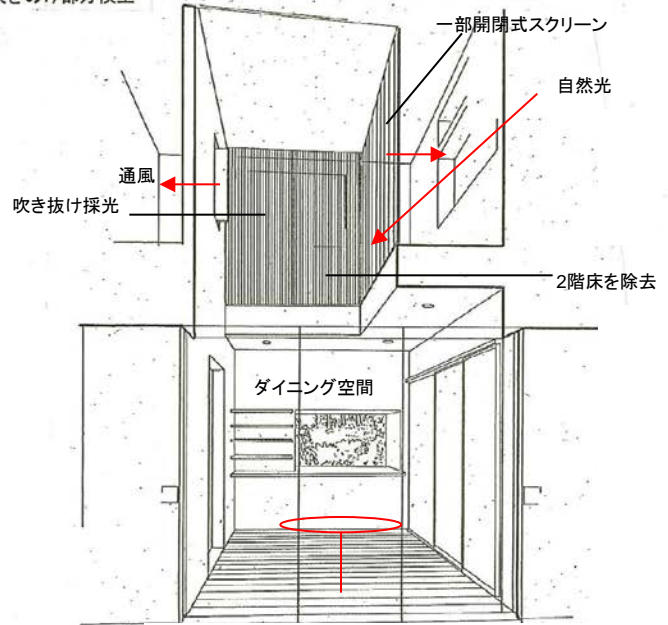 一部開閉式スクリーン
自然光
通風
吹き抜け採光
2階床を除去
ダイニング空間